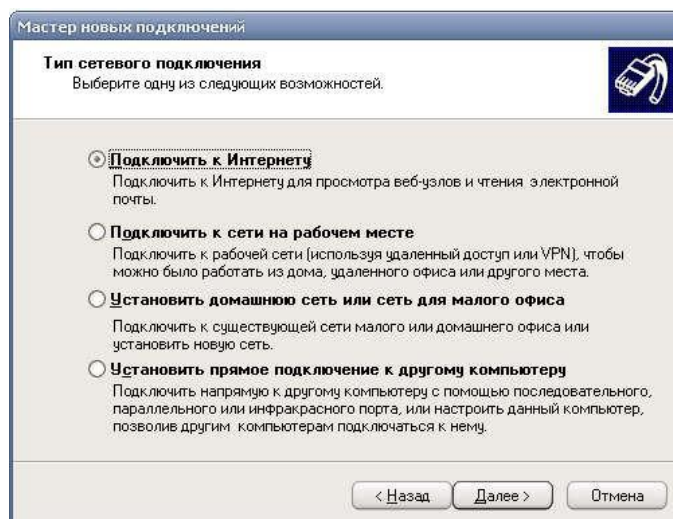 Мастер новых подключений
Тип сетевого подключения
Выберите одну из следующих возможностей.
Подключить к Интернету
Подключить к Интернету для просмотра веб-узлов и чтения электронной
почты.
Подключить к сети на рабочем месте
Подключить к рабочей сети (используя удаленный доступ или VPN), чтобы
можно было работать из дома, удаленного офиса или другого места.
Установить домашнюю сеть или сеть для малого офиса
Подключить к существующей сети малого или домашнего офиса или
установить новую сеть.
Установить прямое подключение к другому компьютеру
Подключить напрямую к другому компьютеру с помощью последовательного,
параллельного или инфракрасного порта, или настроить данный компьютер,
позволив другим компьютерам подключаться к нему.
< Назад Далее > Отмена